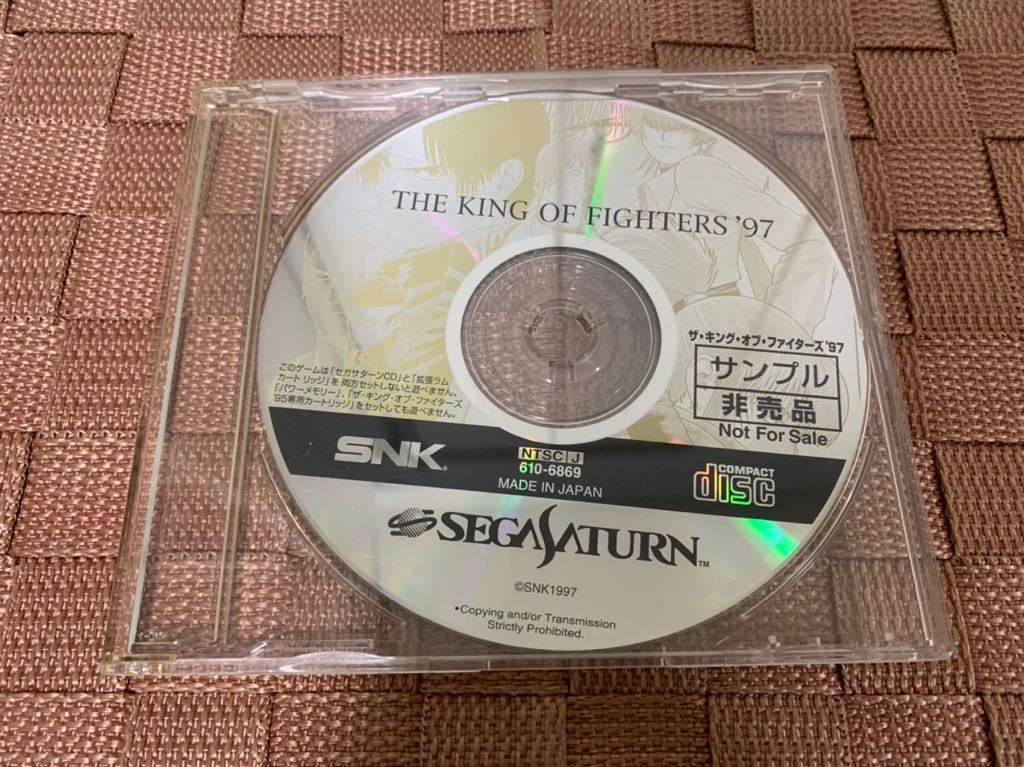 THE KING OF FIGHTERS '97
ザ・キング・オブ・ファイターズ'97
サンプル
非売品
Not For Sale
このゲームは「セガサターンCD」と「拡張ラム
カートリッジ」を両方セットしないと遊べません。
「パワーメモリー」、「ザ・キング・オブ・ファイターズ
'95専用カートリッジ」をセットしても遊べません。
SNK®
NTSC J
610-6869
MADE IN JAPAN
COMPACT
disc
SEGA SATURN™
©SNK1997
•Copying and/or Transmission
Strictly Prohibited.